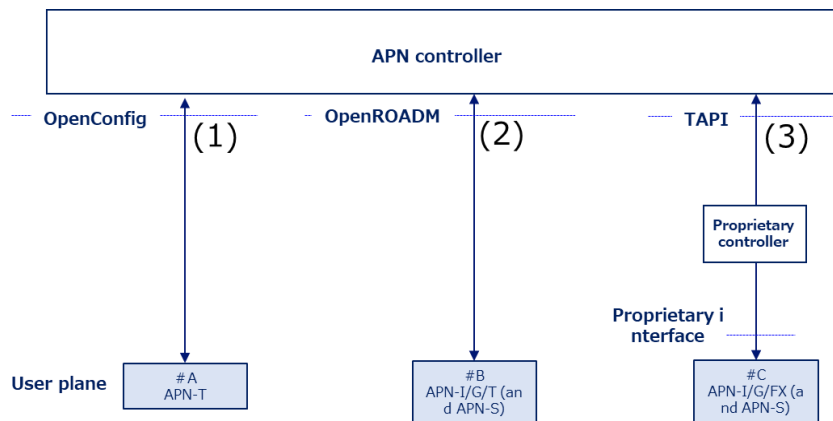 APN controller
OpenConfig
OpenROADM
TAPI
(1)
(2)
(3)
Proprietary
controller
Proprietary i
nterface
User plane
#A
APN-T
#B
APN-I/G/T (an
d APN-S)
#C
APN-I/G/FX (a
nd APN-S)